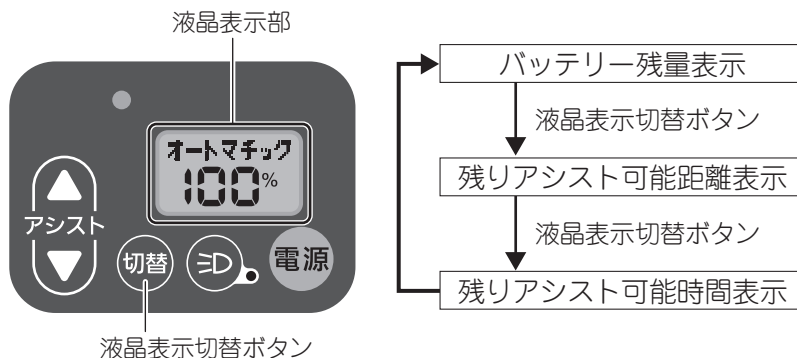 液晶表示部
オートマチック
100%
アシスト
切替
電源
液晶表示切替ボタン
バッテリー残量表示
液晶表示切替ボタン
残りアシスト可能距離表示
液晶表示切替ボタン
残りアシスト可能時間表示